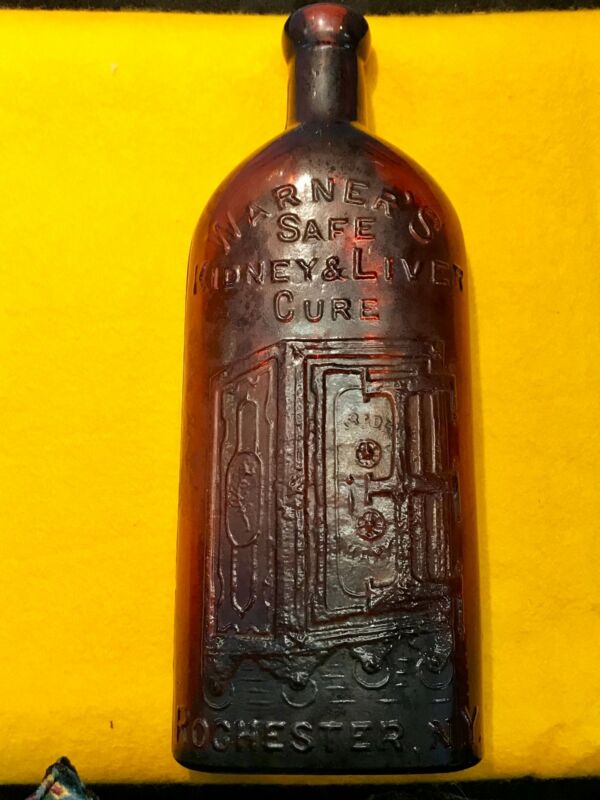 WARNER'S
SAFE
KIDNEY & LIVER
CURE
ROCHESTER, N.Y.